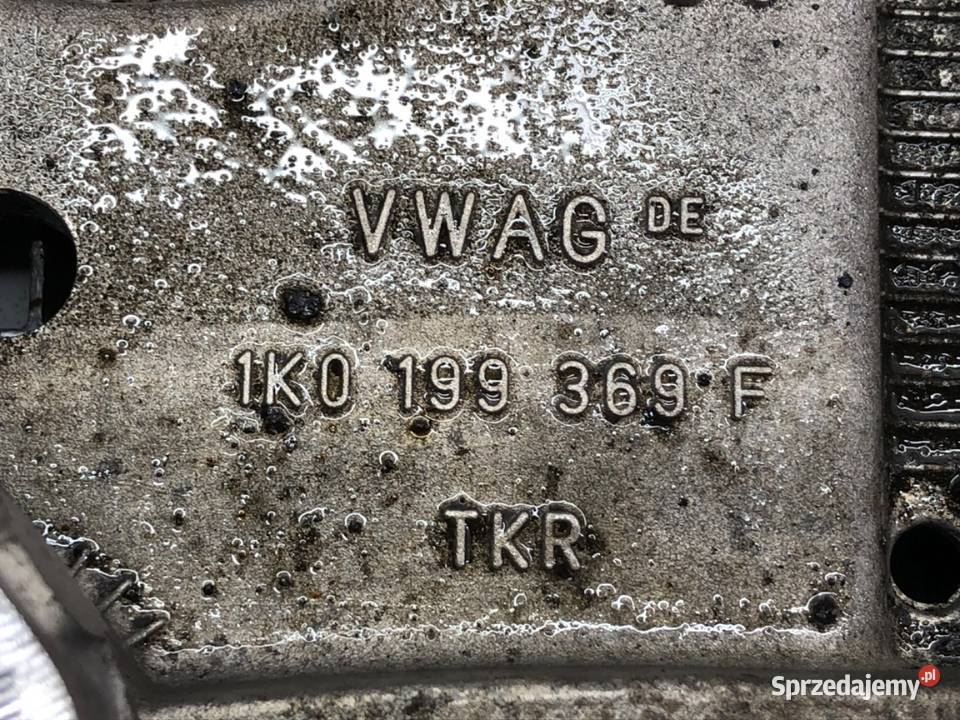 VWAG DE
1K0 199 369 F
TKR
Sprzedajemy.pl